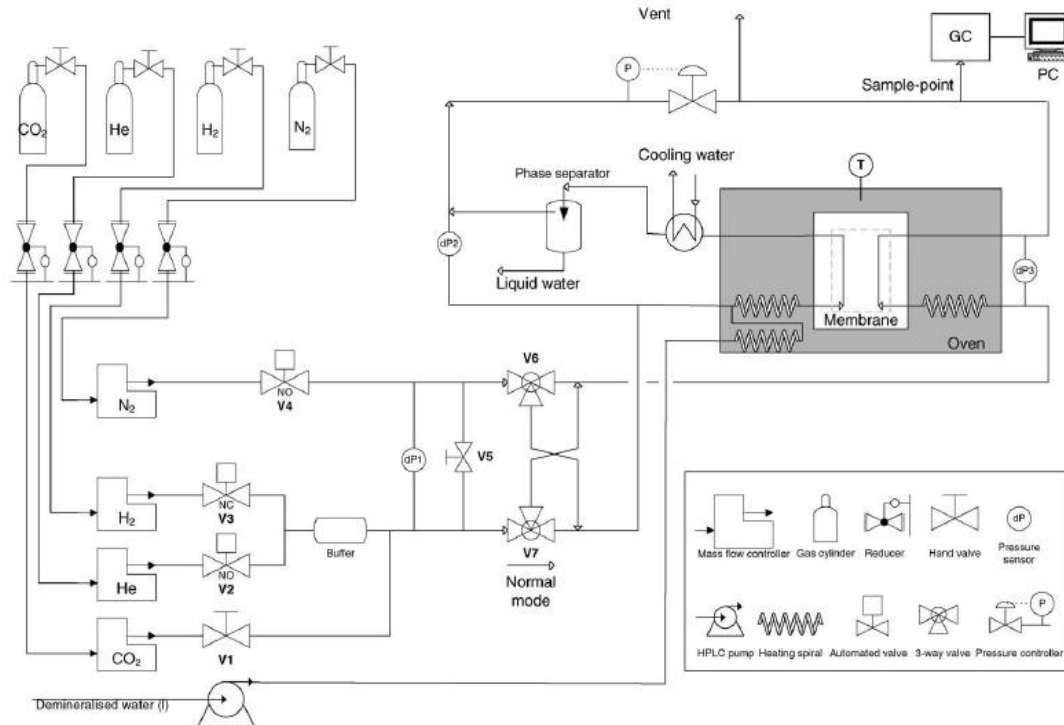 Vent
GC
PC
P
Sample-point
CO2
He
H2
N2
Cooling water
Phase separator
T
dP2
dP3
Liquid water
Membrane
Oven
V6
N2
NO
V4
dP1
V5
H2
NC
V3
Buffer
V7
He
NO
V2
Normal
mode
CO2
V1
Demineralised water (l)
dP
P
Mass flow controller
Gas cylinder
Reducer
Hand valve
Pressure
sensor
HPLC pump
Heating spiral
Automated valve
3-way valve
Pressure controller